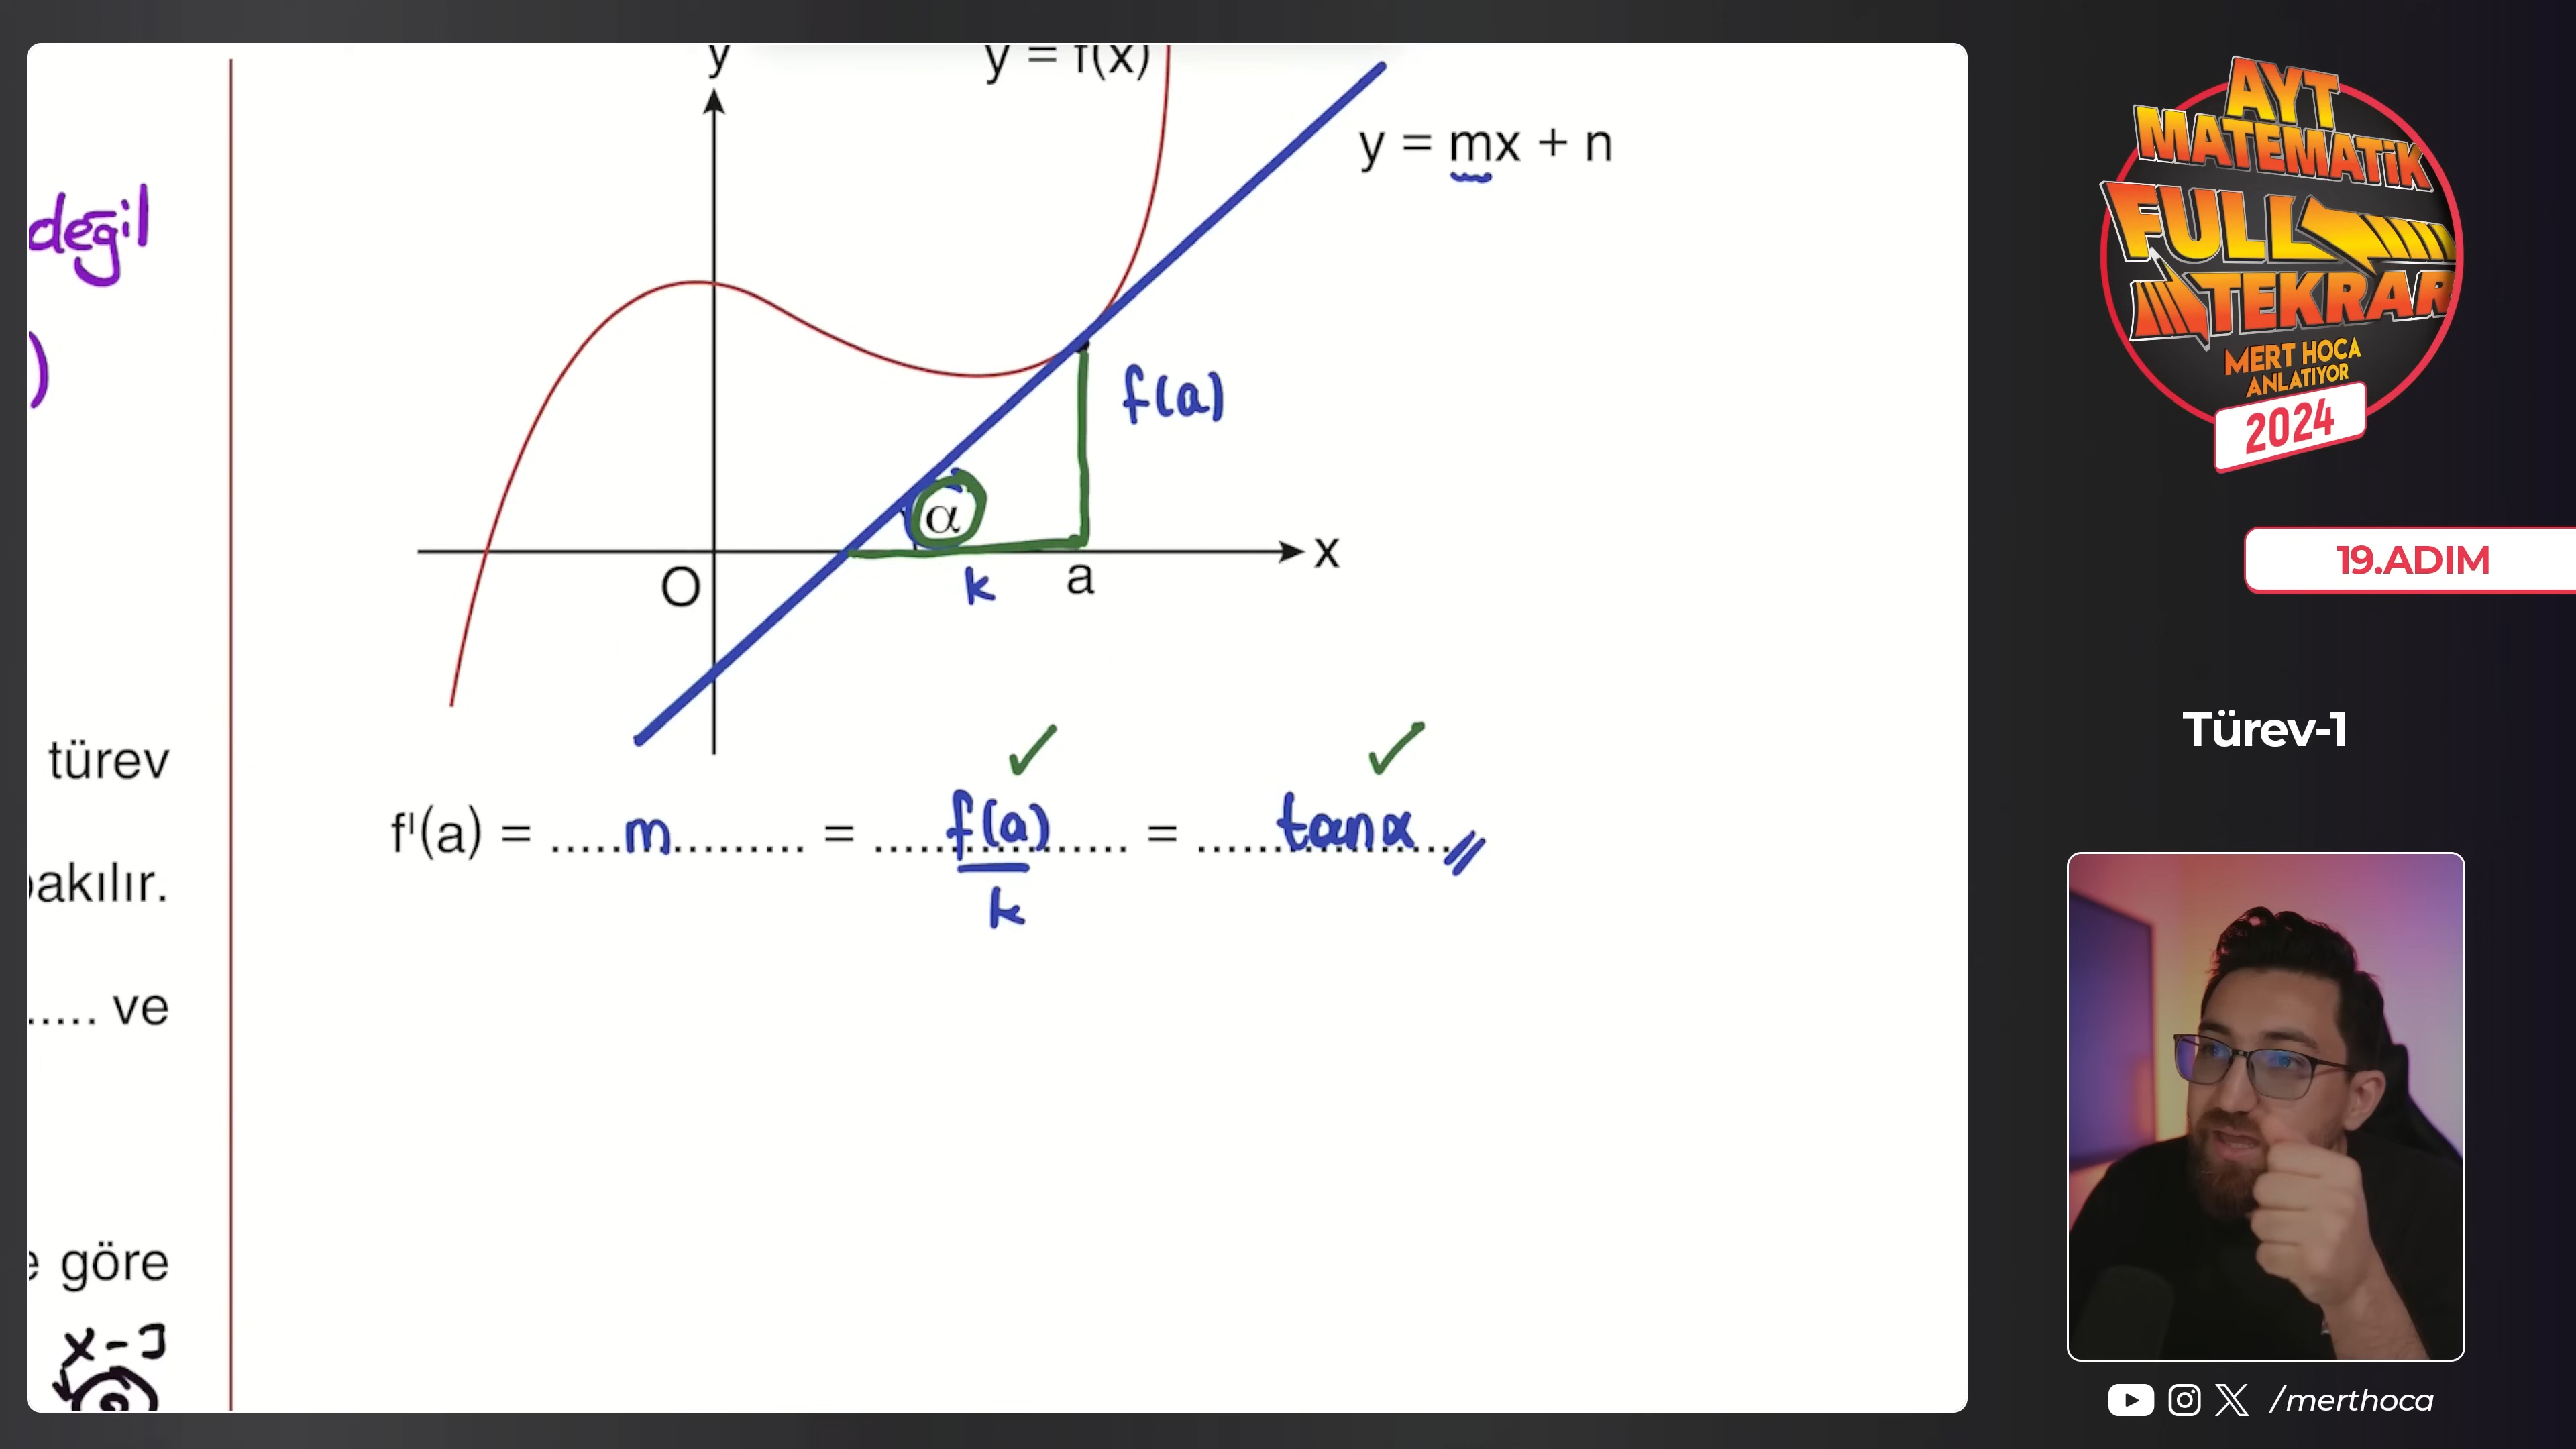 değil
)
türev
akılır.
..... ve
göre
x - 3
y
y = f(x)
y = mx + n
f(a)
α
k
a
x
O
✓ ✓
f'(a) = .....m......... = ....f(a).... = ....tanα....
k
AYT
MATEMATİK
FULL
TEKRAR
MERT HOCA
ANLATIYOR
2024
19.ADIM
Türev-1
/merthoca